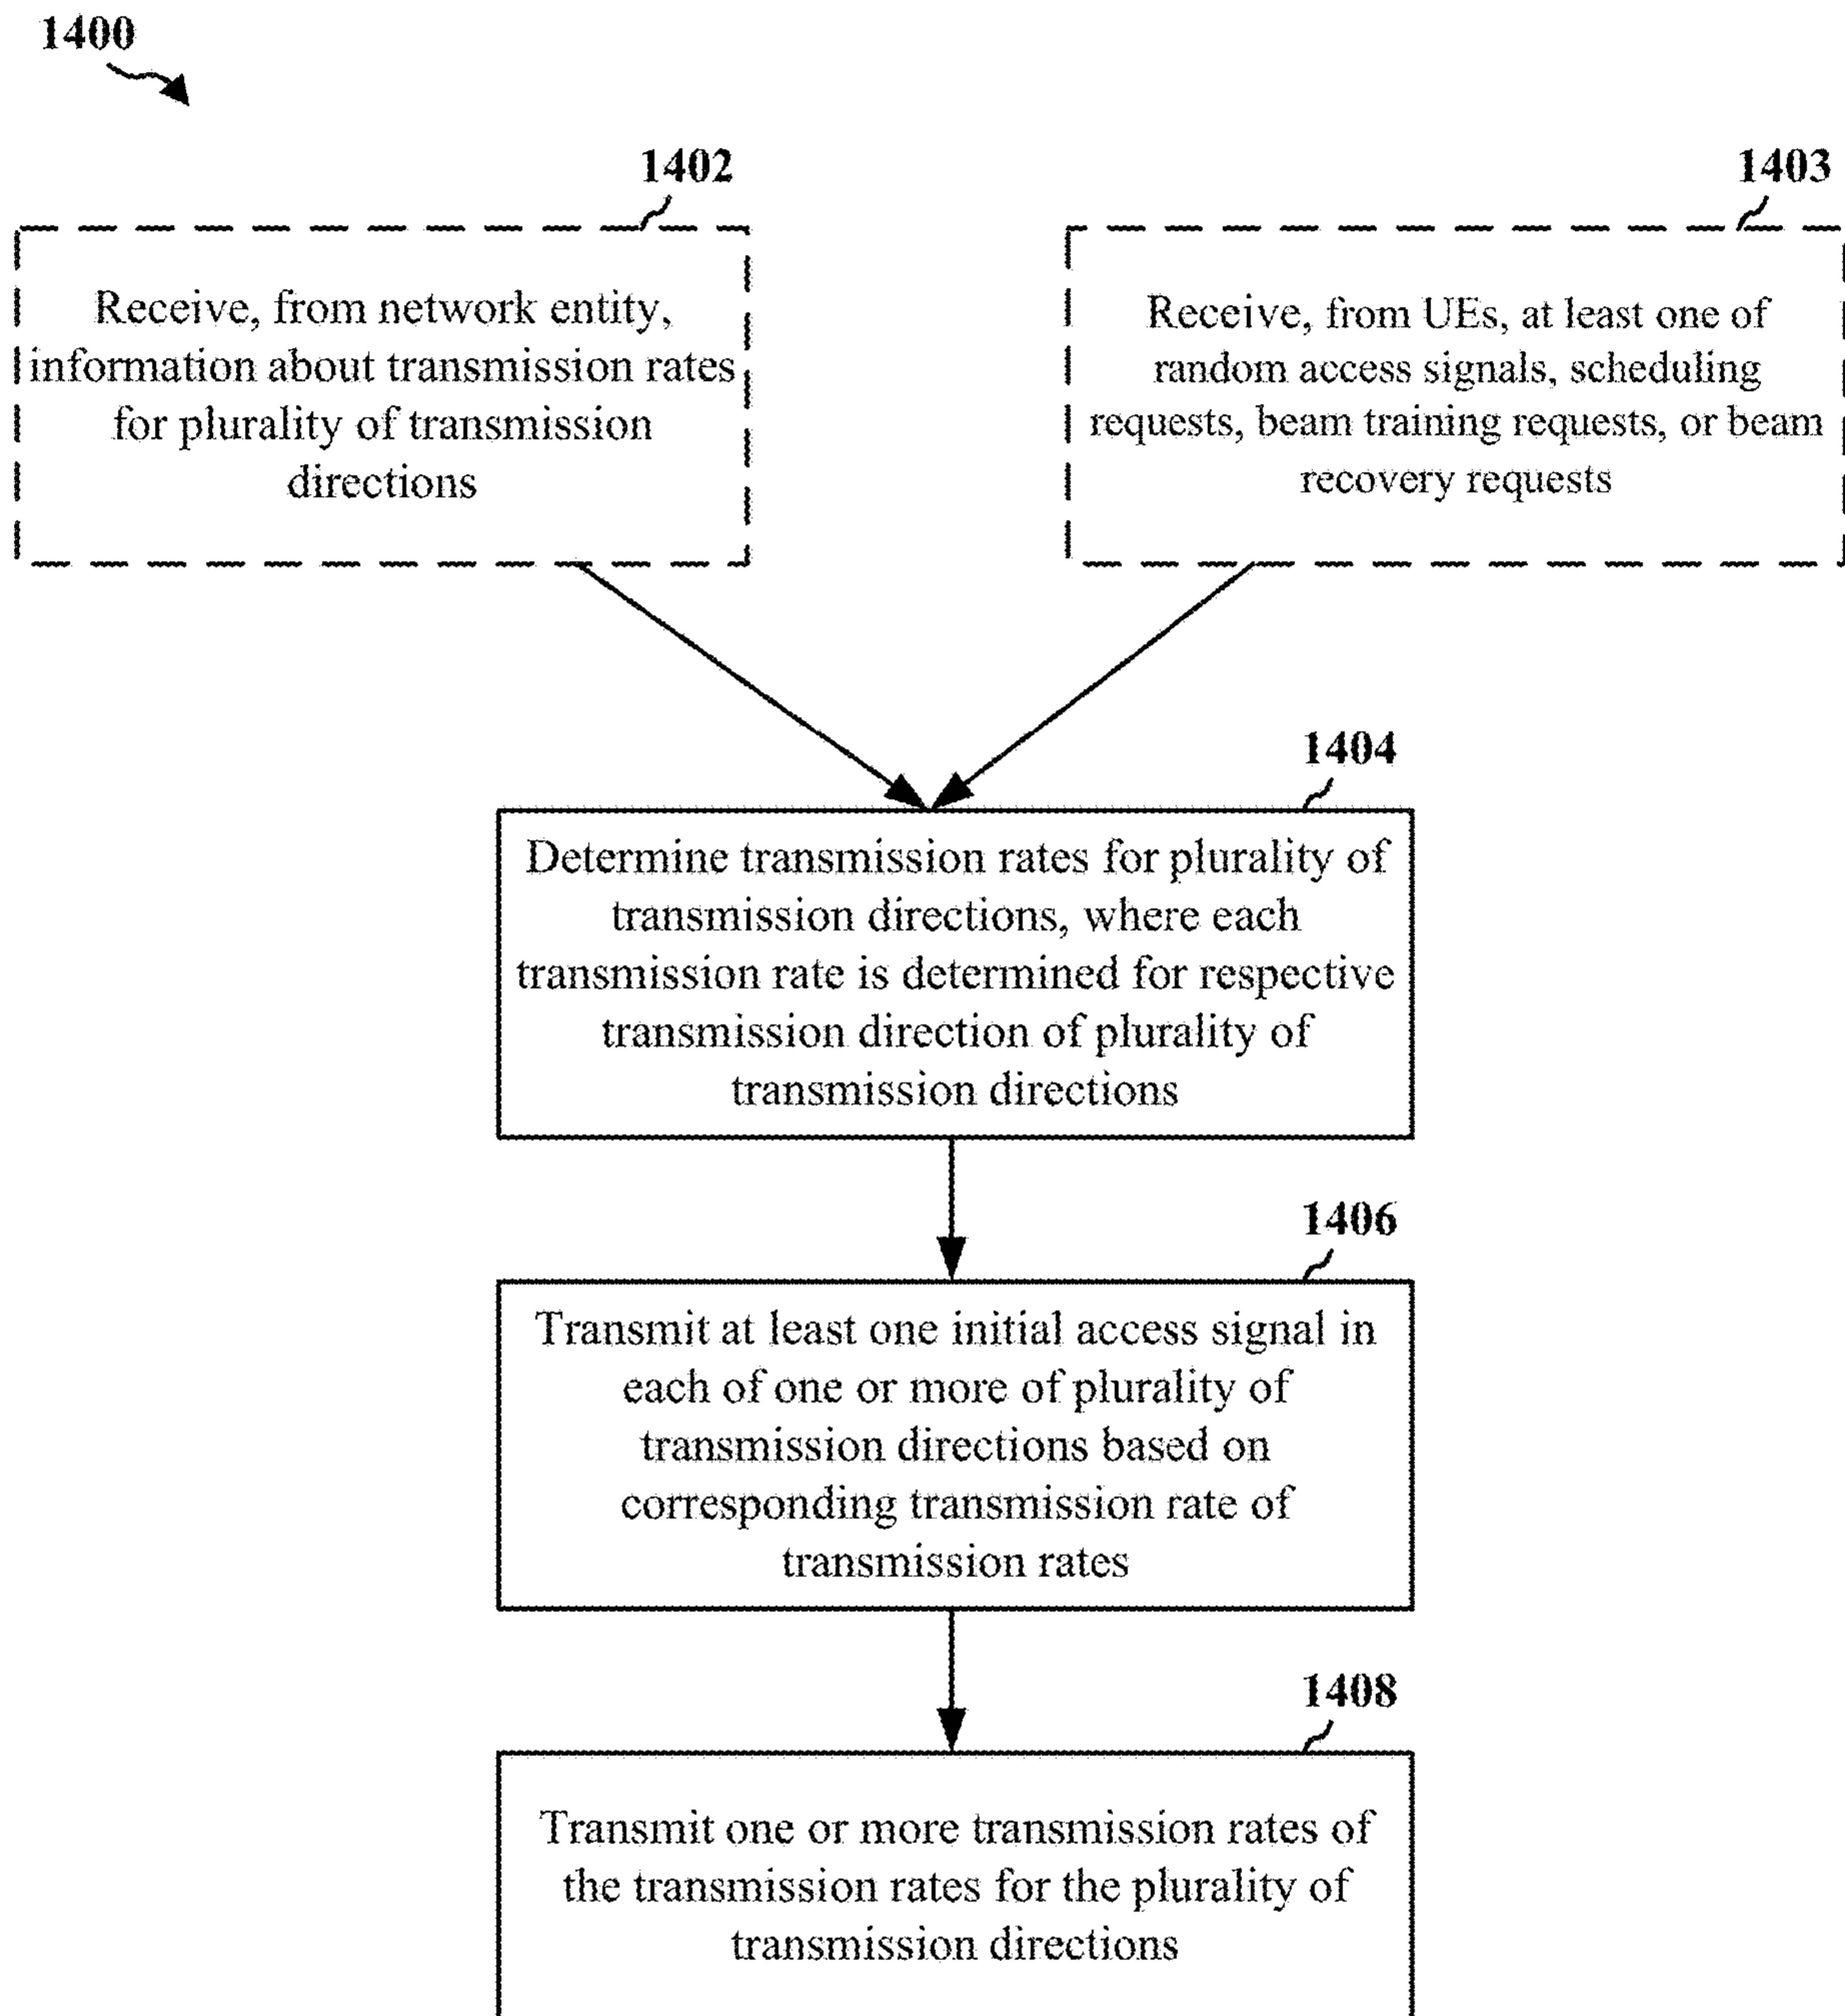 1400
1402
Receive, from network entity,
information about transmission rates
for plurality of transmission
directions
1403
Receive, from UEs, at least one of
random access signals, scheduling
requests, beam training requests, or beam
recovery requests
1404
Determine transmission rates for plurality of
transmission directions, where each
transmission rate is determined for respective
transmission direction of plurality of
transmission directions
1406
Transmit at least one initial access signal in
each of one or more of plurality of
transmission directions based on
corresponding transmission rate of
transmission rates
1408
Transmit one or more transmission rates of
the transmission rates for the plurality of
transmission directions